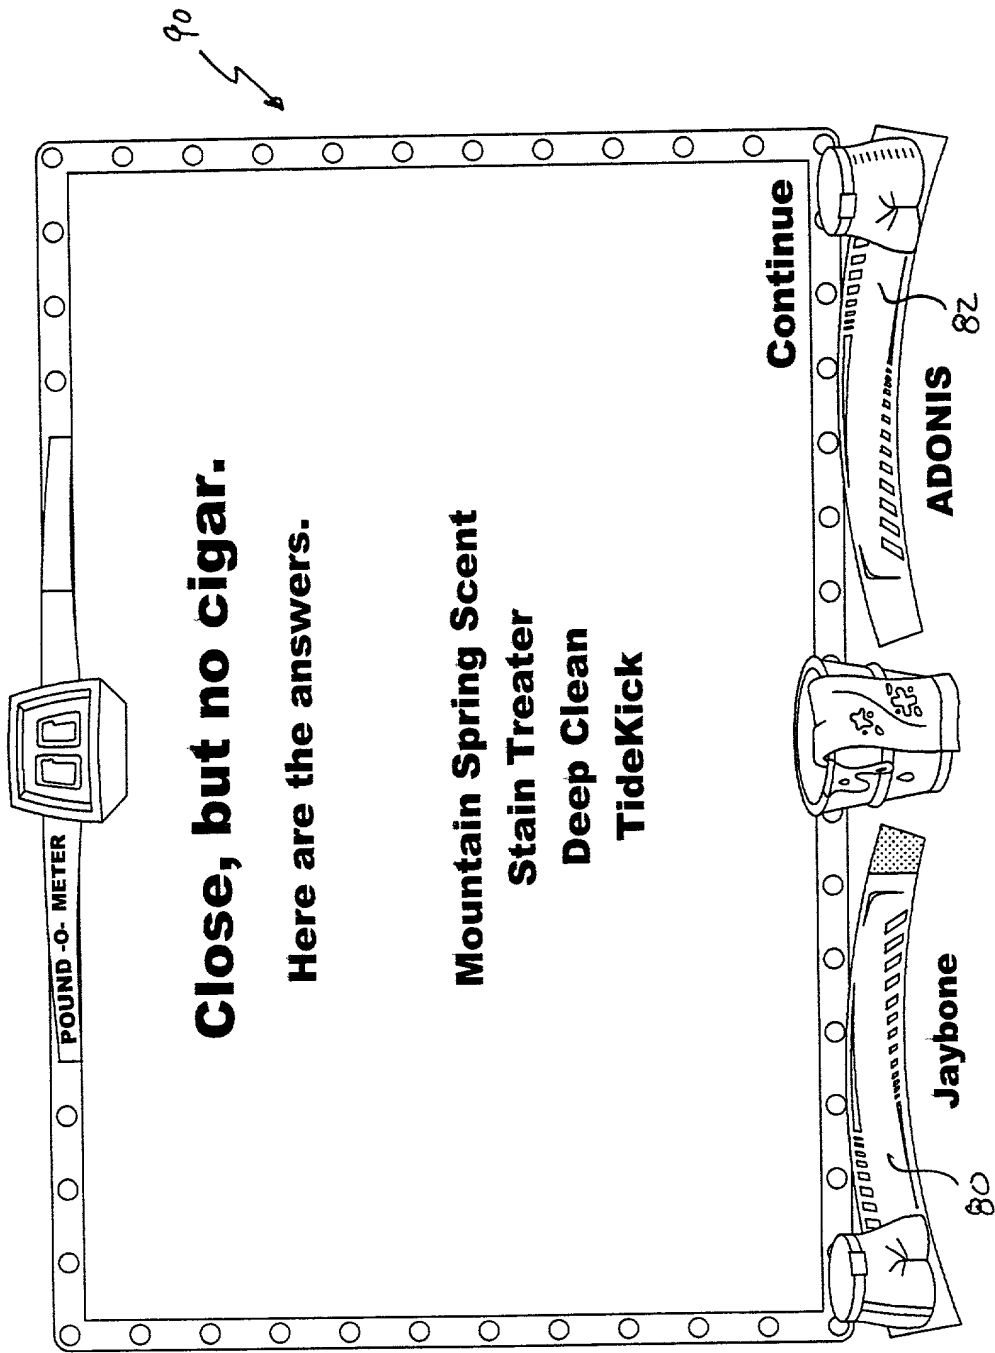 90
POUND -O- METER
Close, but no cigar.
Here are the answers.
Mountain Spring Scent
Stain Treater
Deep Clean
TideKick
Continue
80
82
Jaybone
ADONIS